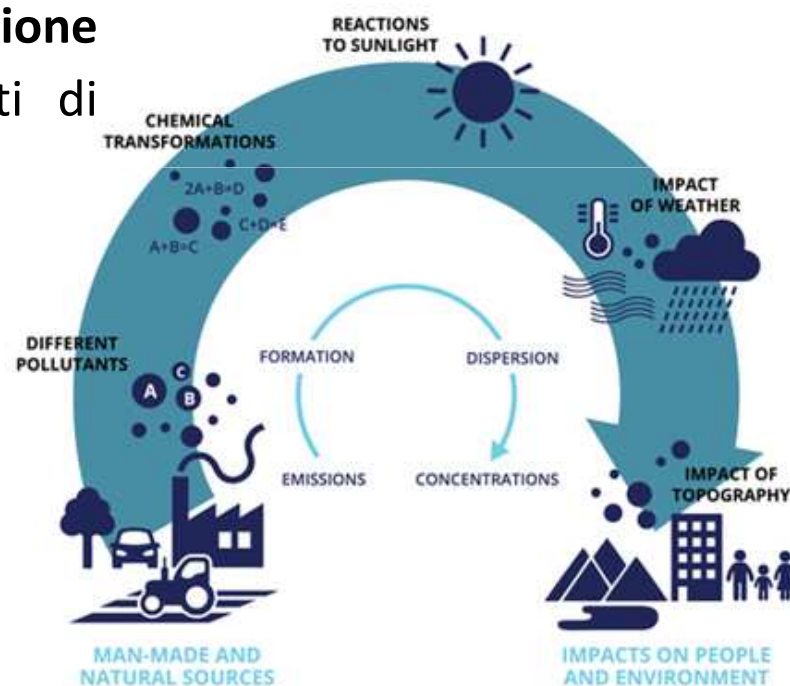 ione
ti di
REACTIONS
TO SUNLIGHT
CHEMICAL
TRANSFORMATIONS
2A+B=D
C+D=E
A+B=C
IMPACT
OF WEATHER
DIFFERENT
POLLUTANTS
A
B
C
FORMATION
DISPERSION
EMISSIONS
CONCENTRATIONS
IMPACT OF
TOPOGRAPHY
MAN-MADE AND
NATURAL SOURCES
IMPACTS ON PEOPLE
AND ENVIRONMENT